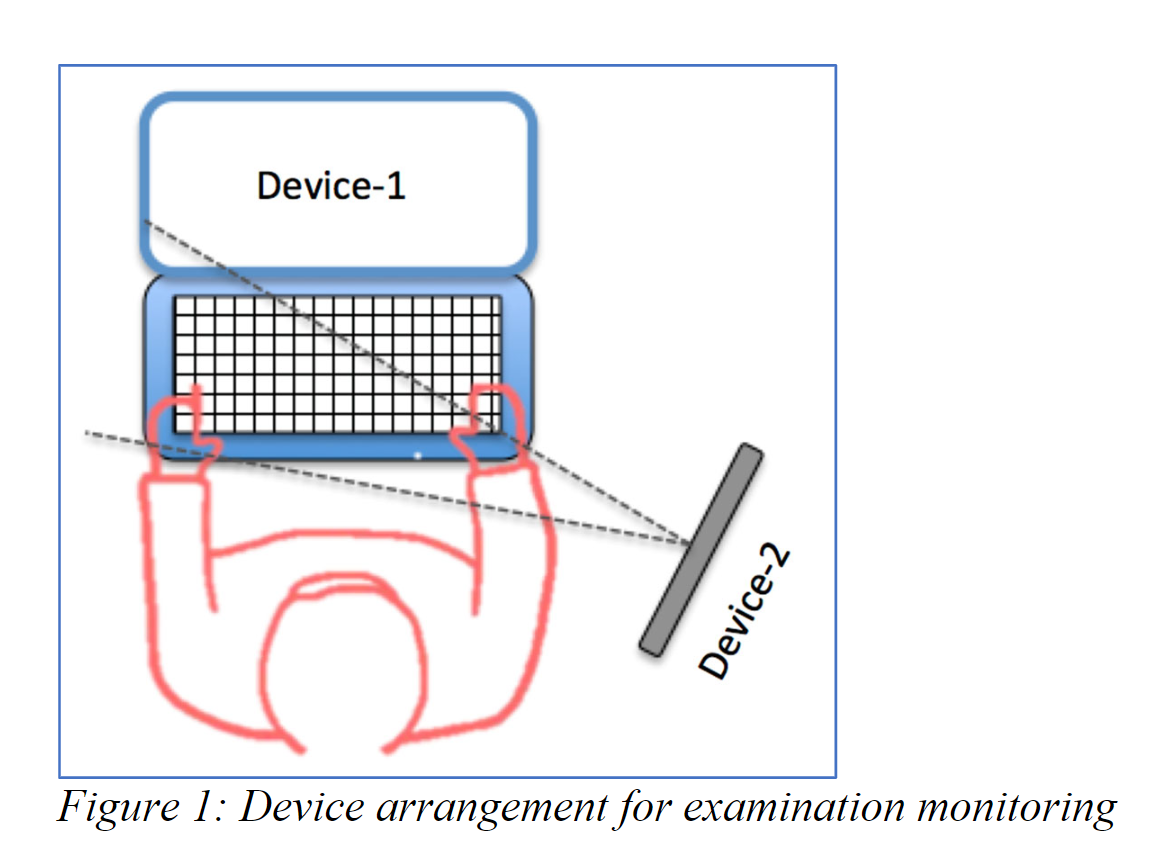 Device-1
Device-2
Figure 1: Device arrangement for examination monitoring